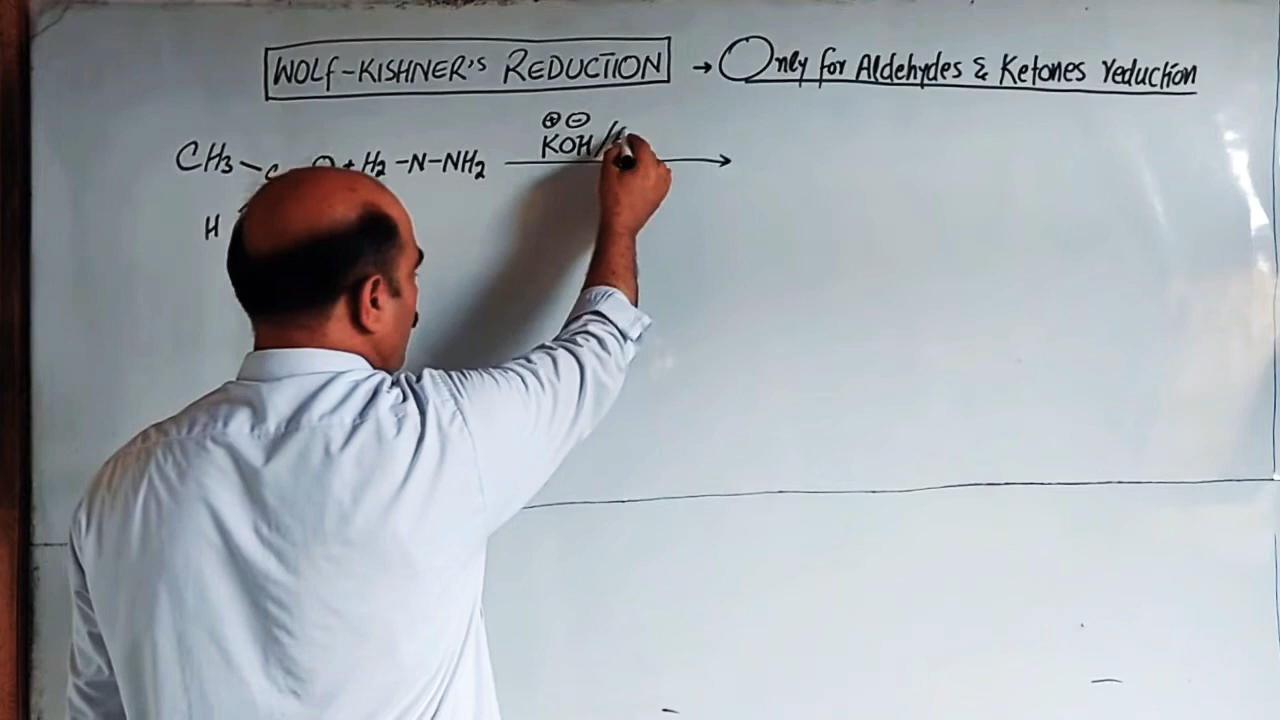 WOLf-KISHNER'S REDUCTION → Only for Aldehydes & Ketones reduction
⊕ ⊖
KOH/
CH3 - C O + H2 -N-NH2
H